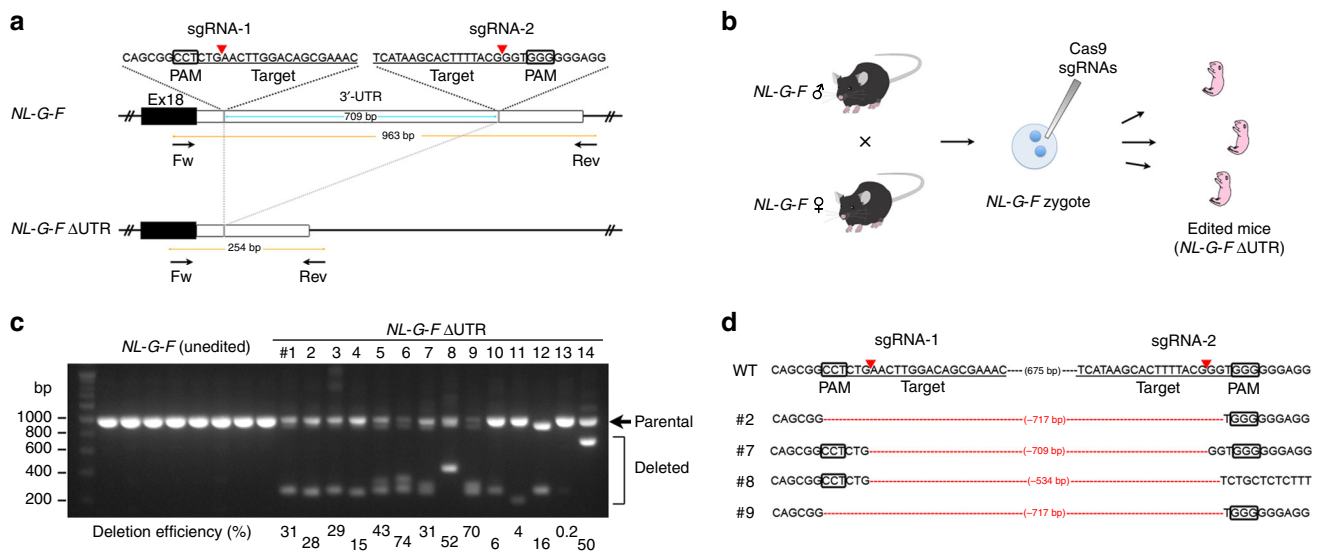 a
sgRNA-1 sgRNA-2
CAGCGGCCTCTGAACTTGGACAGCGAAAC TCATAAGCACTTTTACGGGTGGGGGGAGG
PAM Target Target PAM
Ex18 3′-UTR
NL-G-F
709 bp
963 bp
Fw Rev
NL-G-F ΔUTR
254 bp
Fw Rev
b
Cas9
sgRNAs
NL-G-F ♂
×
NL-G-F ♀
NL-G-F zygote
Edited mice
(NL-G-F ΔUTR)
c
NL-G-F ΔUTR
NL-G-F (unedited) #1 2 3 4 5 6 7 8 9 10 11 12 13 14
bp
1000
800
600
400
200
Parental
Deleted
Deletion efficiency (%) 31 28 29 15 43 74 31 52 70 6 4 16 0.2 50
d
sgRNA-1 sgRNA-2
WT CAGCGGCCTCTGAACTTGGACAGCGAAAC----(675 bp)----TCATAAGCACTTTTACGGGTGGGGGGAGG
PAM Target Target PAM
#2 CAGCGG (−717 bp) TGGGGGGAGG
#7 CAGCGGCCTCTG (−709 bp) GGTGGGGGGAGG
#8 CAGCGGCCTCTG (−534 bp) TCTGCTCTCTTT
#9 CAGCGG (−717 bp) TGGGGGGAGG